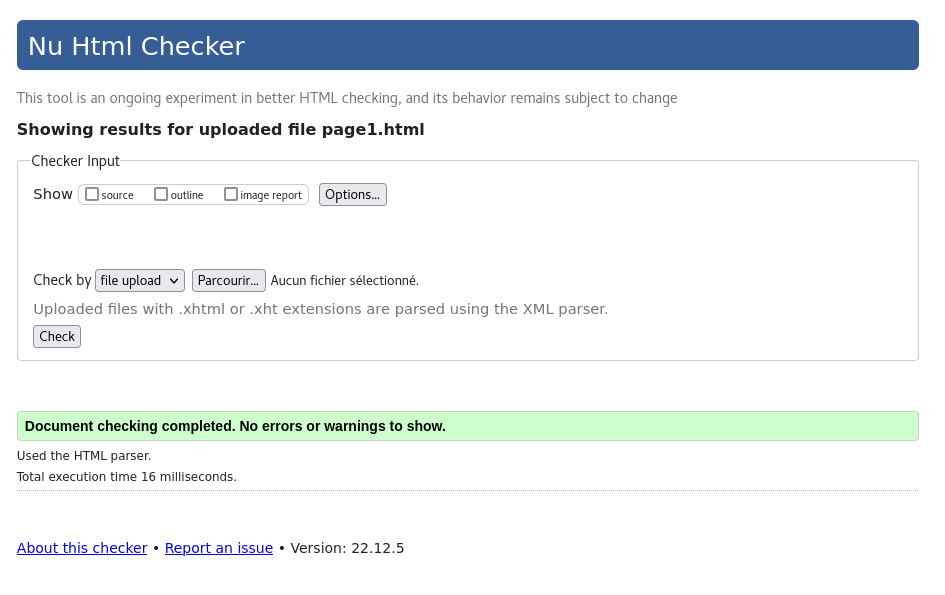 Nu Html Checker
This tool is an ongoing experiment in better HTML checking, and its behavior remains subject to change
Showing results for uploaded file page1.html
Checker Input
Show source outline image report Options...
Check by file upload Parcourir... Aucun fichier sélectionné.
Uploaded files with .xhtml or .xht extensions are parsed using the XML parser.
Check
Document checking completed. No errors or warnings to show.
Used the HTML parser.
Total execution time 16 milliseconds.
About this checker • Report an issue • Version: 22.12.5